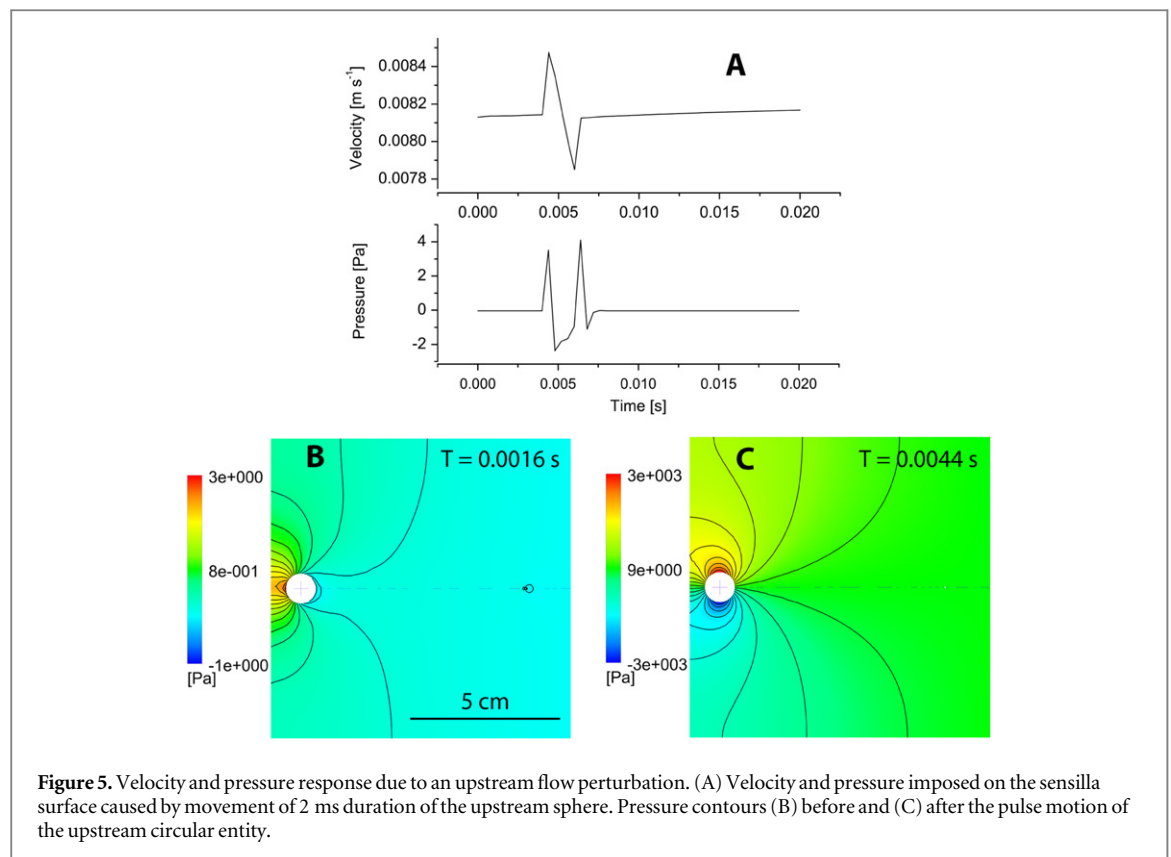 A
Velocity [m s⁻¹]
0.0084
0.0082
0.0080
0.0078
0.000 0.005 0.010 0.015 0.020
Pressure [Pa]
4
2
0
-2
0.000 0.005 0.010 0.015 0.020
Time [s]
B
T = 0.0016 s
3e+000
8e-001
-1e+000
[Pa]
5 cm
C
T = 0.0044 s
3e+003
9e+000
-3e+003
[Pa]
Figure 5. Velocity and pressure response due to an upstream flow perturbation. (A) Velocity and pressure imposed on the sensilla
surface caused by movement of 2 ms duration of the upstream sphere. Pressure contours (B) before and (C) after the pulse motion of
the upstream circular entity.